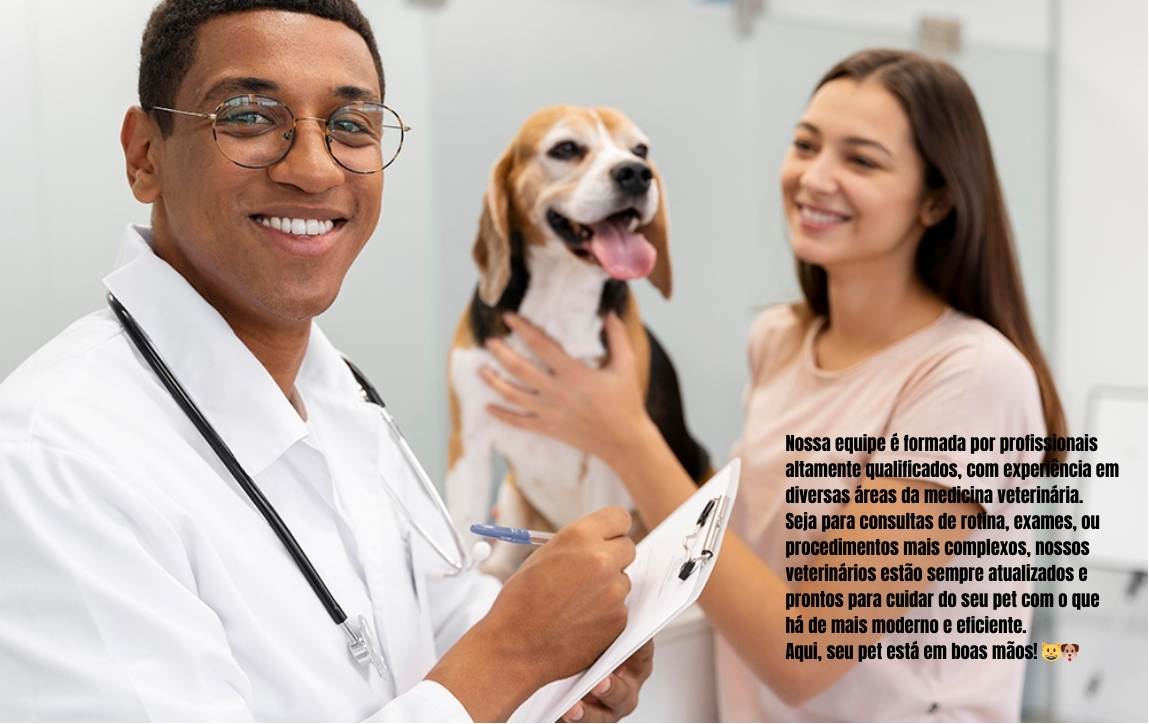 Nossa equipe é formada por profissionais
altamente qualificados, com experiência em
diversas áreas da medicina veterinária.
Seja para consultas de rotina, exames, ou
procedimentos mais complexos, nossos
veterinários estão sempre atualizados e
prontos para cuidar do seu pet com o que
há de mais moderno e eficiente.
Aqui, seu pet está em boas mãos! 😺🐶